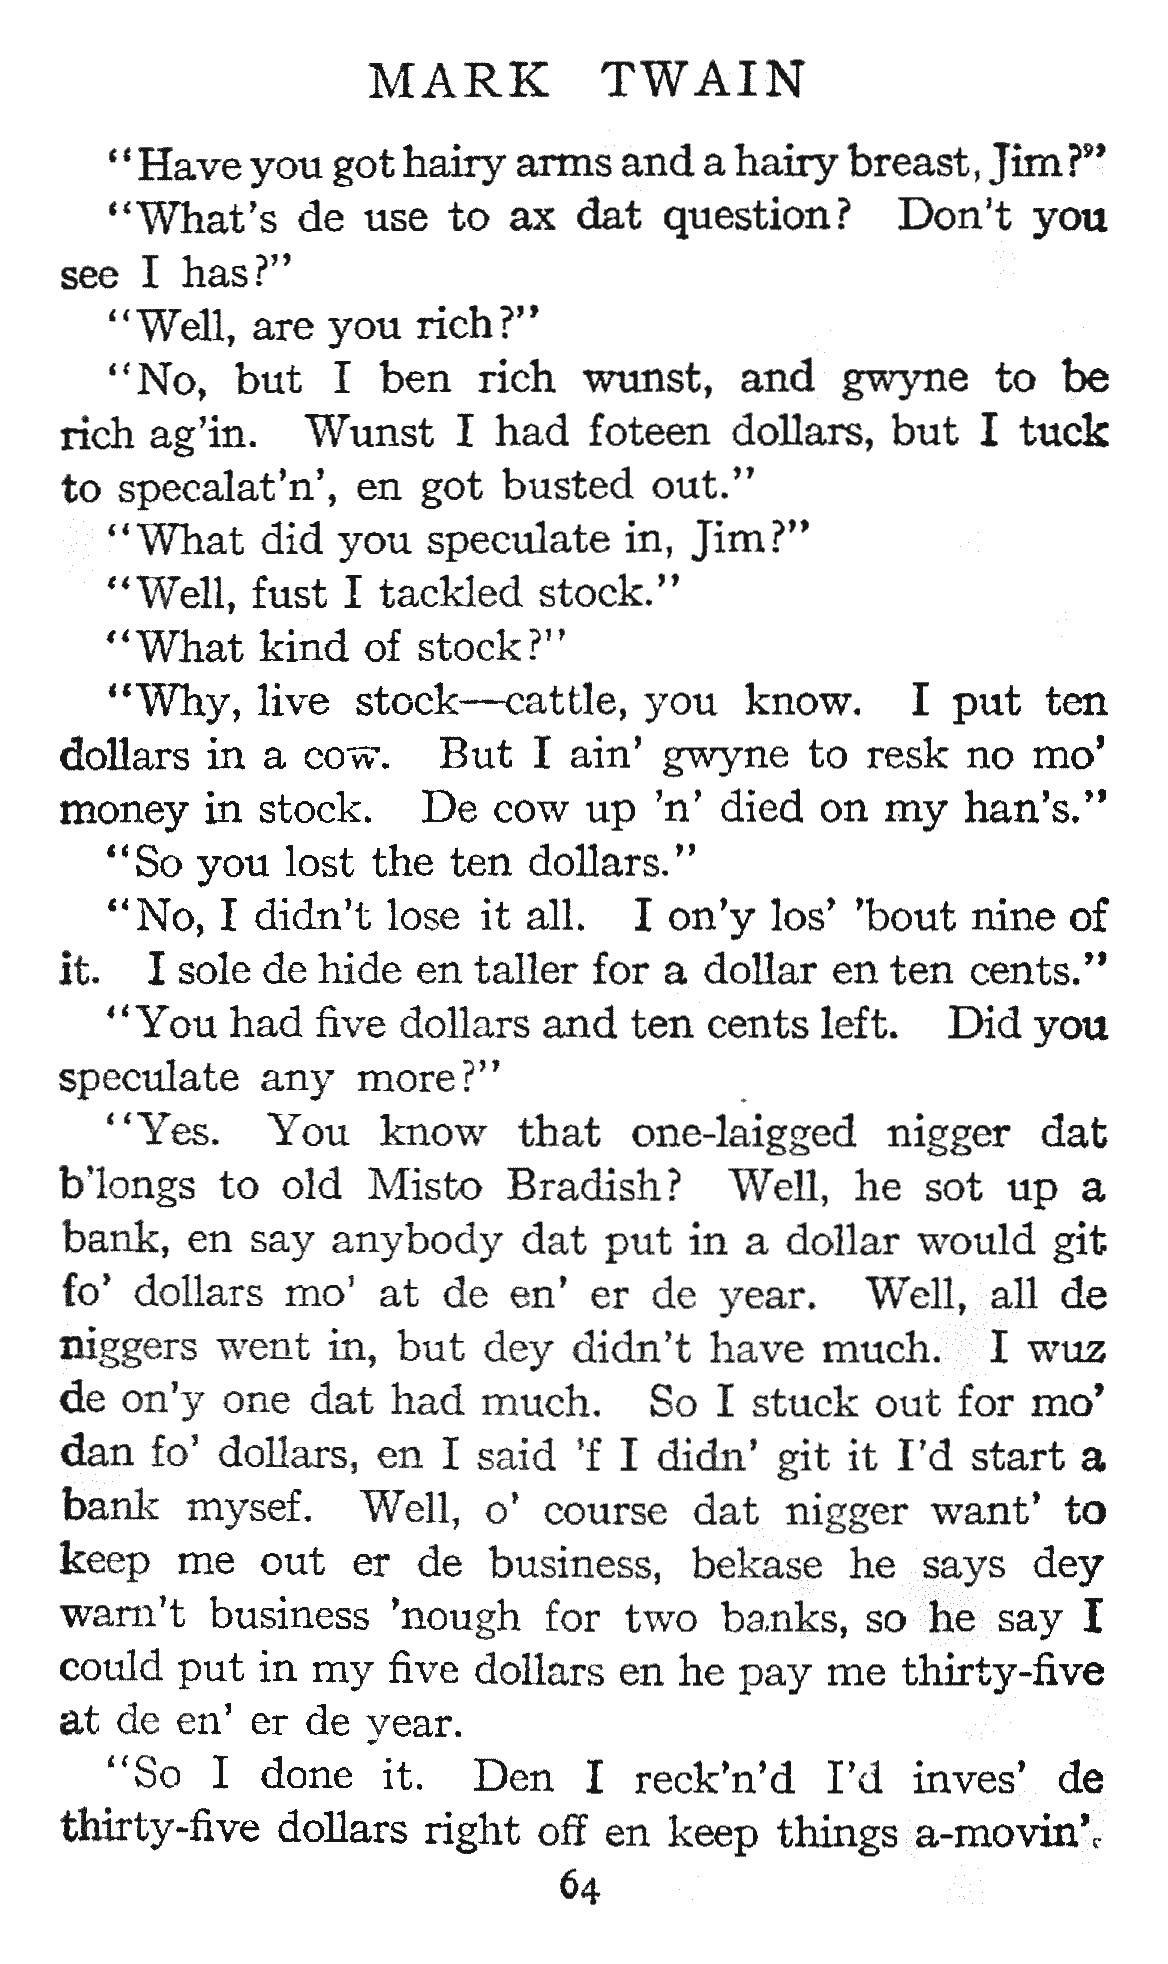 MARK TWAIN
"Have you got hairy arms and a hairy breast, Jim?"
"What's de use to ax dat question? Don't you
see I has?"
"Well, are you rich?"
"No, but I ben rich wunst, and gwyne to be
rich ag'in. Wunst I had foteen dollars, but I tuck
to specalat'n', en got busted out."
"What did you speculate in, Jim?"
"Well, fust I tackled stock."
"What kind of stock?"
"Why, live stock—cattle, you know. I put ten
dollars in a cow. But I ain' gwyne to resk no mo'
money in stock. De cow up 'n' died on my han's."
"So you lost the ten dollars."
"No, I didn't lose it all. I on'y los' 'bout nine of
it. I sole de hide en taller for a dollar en ten cents."
"You had five dollars and ten cents left. Did you
speculate any more?"
"Yes. You know that one-laigged nigger dat
b'longs to old Misto Bradish? Well, he sot up a
bank, en say anybody dat put in a dollar would git
fo' dollars mo' at de en' er de year. Well, all de
niggers went in, but dey didn't have much. I wuz
de on'y one dat had much. So I stuck out for mo'
dan fo' dollars, en I said 'f I didn' git it I'd start a
bank mysef. Well, o' course dat nigger want' to
keep me out er de business, bekase he says dey
warn't business 'nough for two banks, so he say I
could put in my five dollars en he pay me thirty-five
at de en' er de year.
"So I done it. Den I reck'n'd I'd inves' de
thirty-five dollars right off en keep things a-movin'.
64